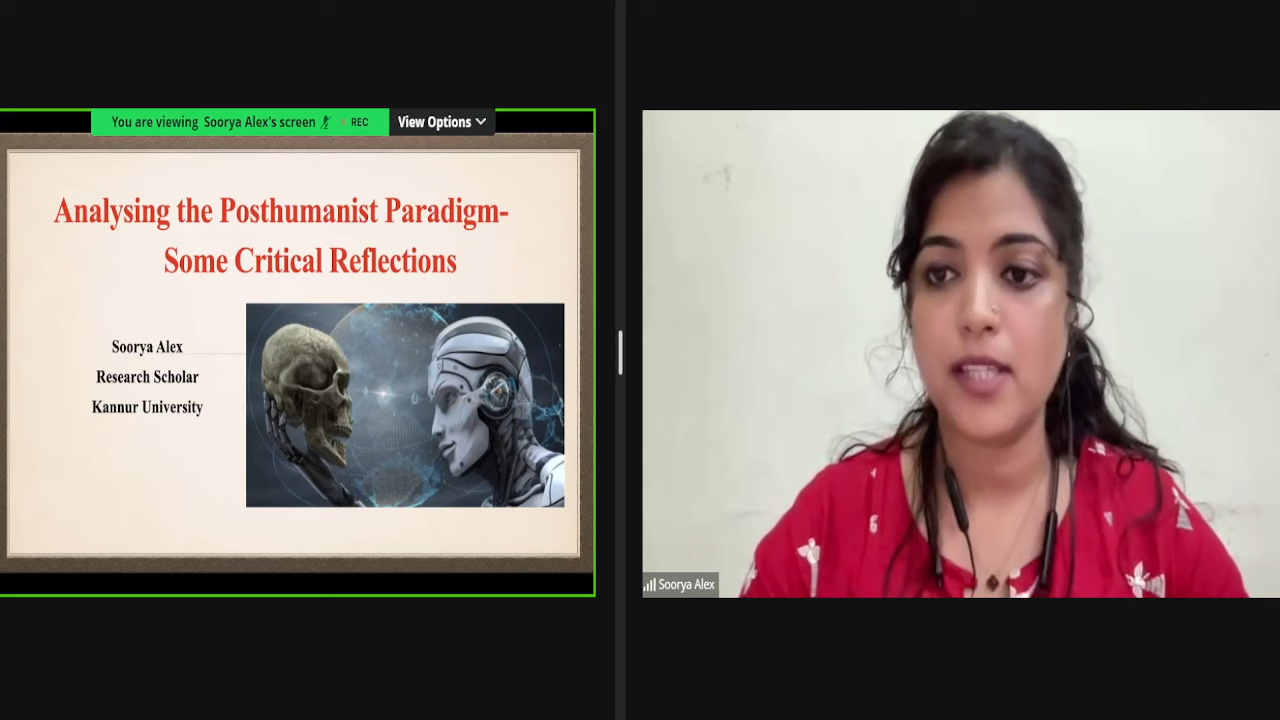 You are viewing Soorya Alex's screen REC View Options
Analysing the Posthumanist Paradigm-
Some Critical Reflections
Soorya Alex
Research Scholar
Kannur University
Soorya Alex